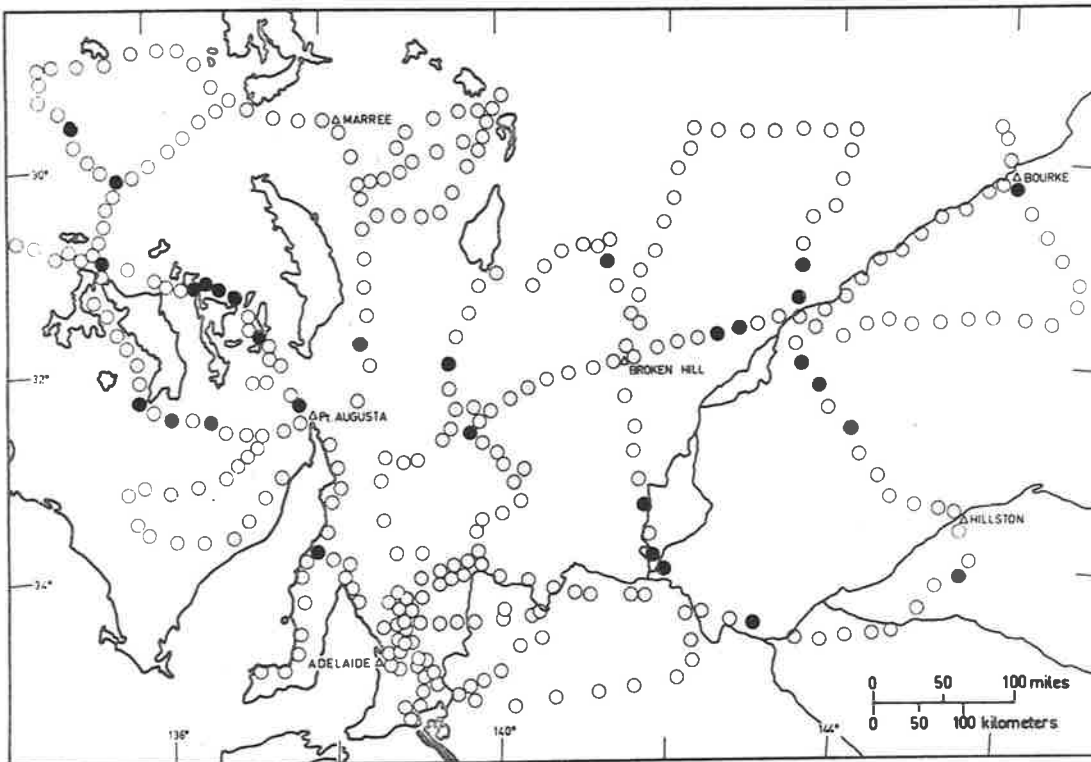 MARREE
30°
BOURKE
32°
BROKEN HILL
Pt. AUGUSTA
HILLSTON
34°
ADELAIDE
0 50 100 miles
0 50 100 kilometers
136° 140° 144°